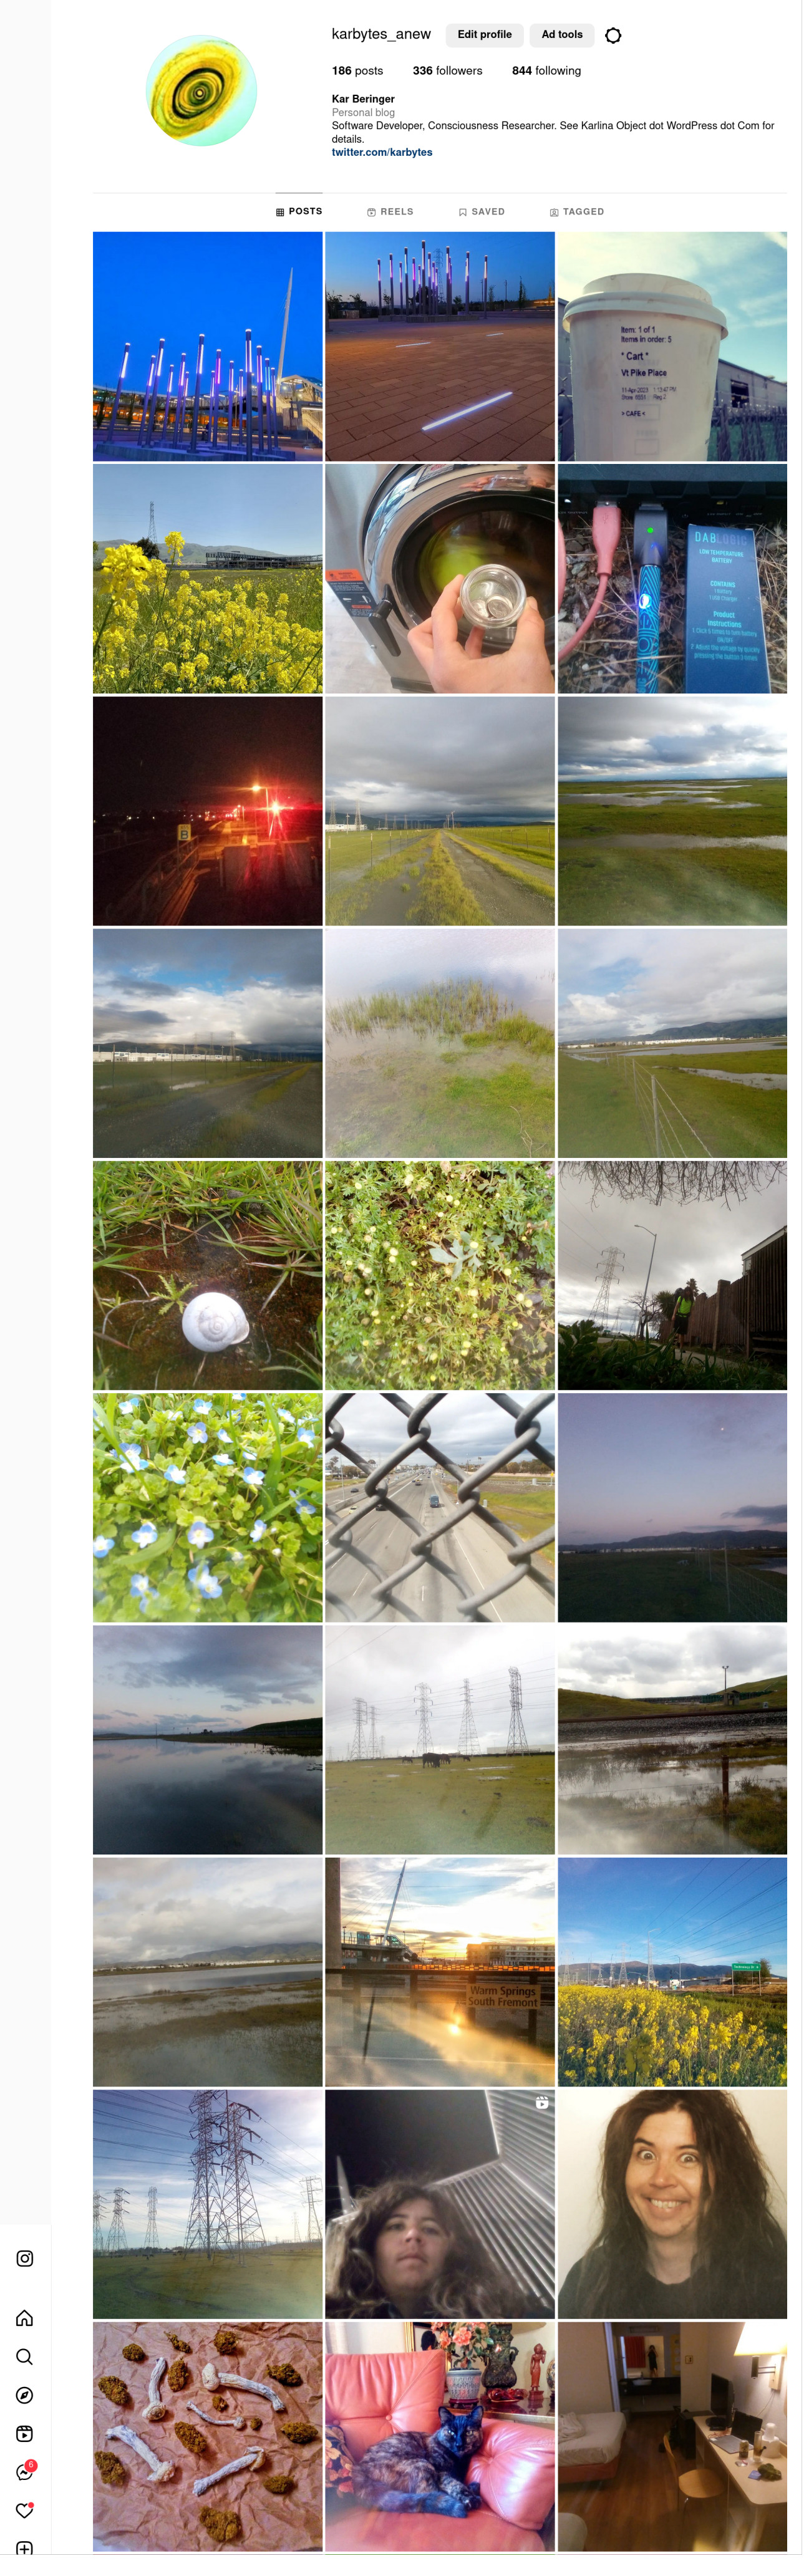 karbytes_anew Edit profile Ad tools
186 posts 336 followers 844 following
Kar Beringer
Personal blog
Software Developer, Consciousness Researcher. See Karlina Object dot WordPress dot Com for
details.
twitter.com/karbytes
POSTS REELS SAVED TAGGED
Item: 1 of 1
Items in order: 5
* Cart *
Vt Pike Place
> CAFE <
DABLOGIC
LOW TEMPERATURE
BATTERY
CONTAINS
Product
Instructions
B
Warm Springs
South Fremont
6